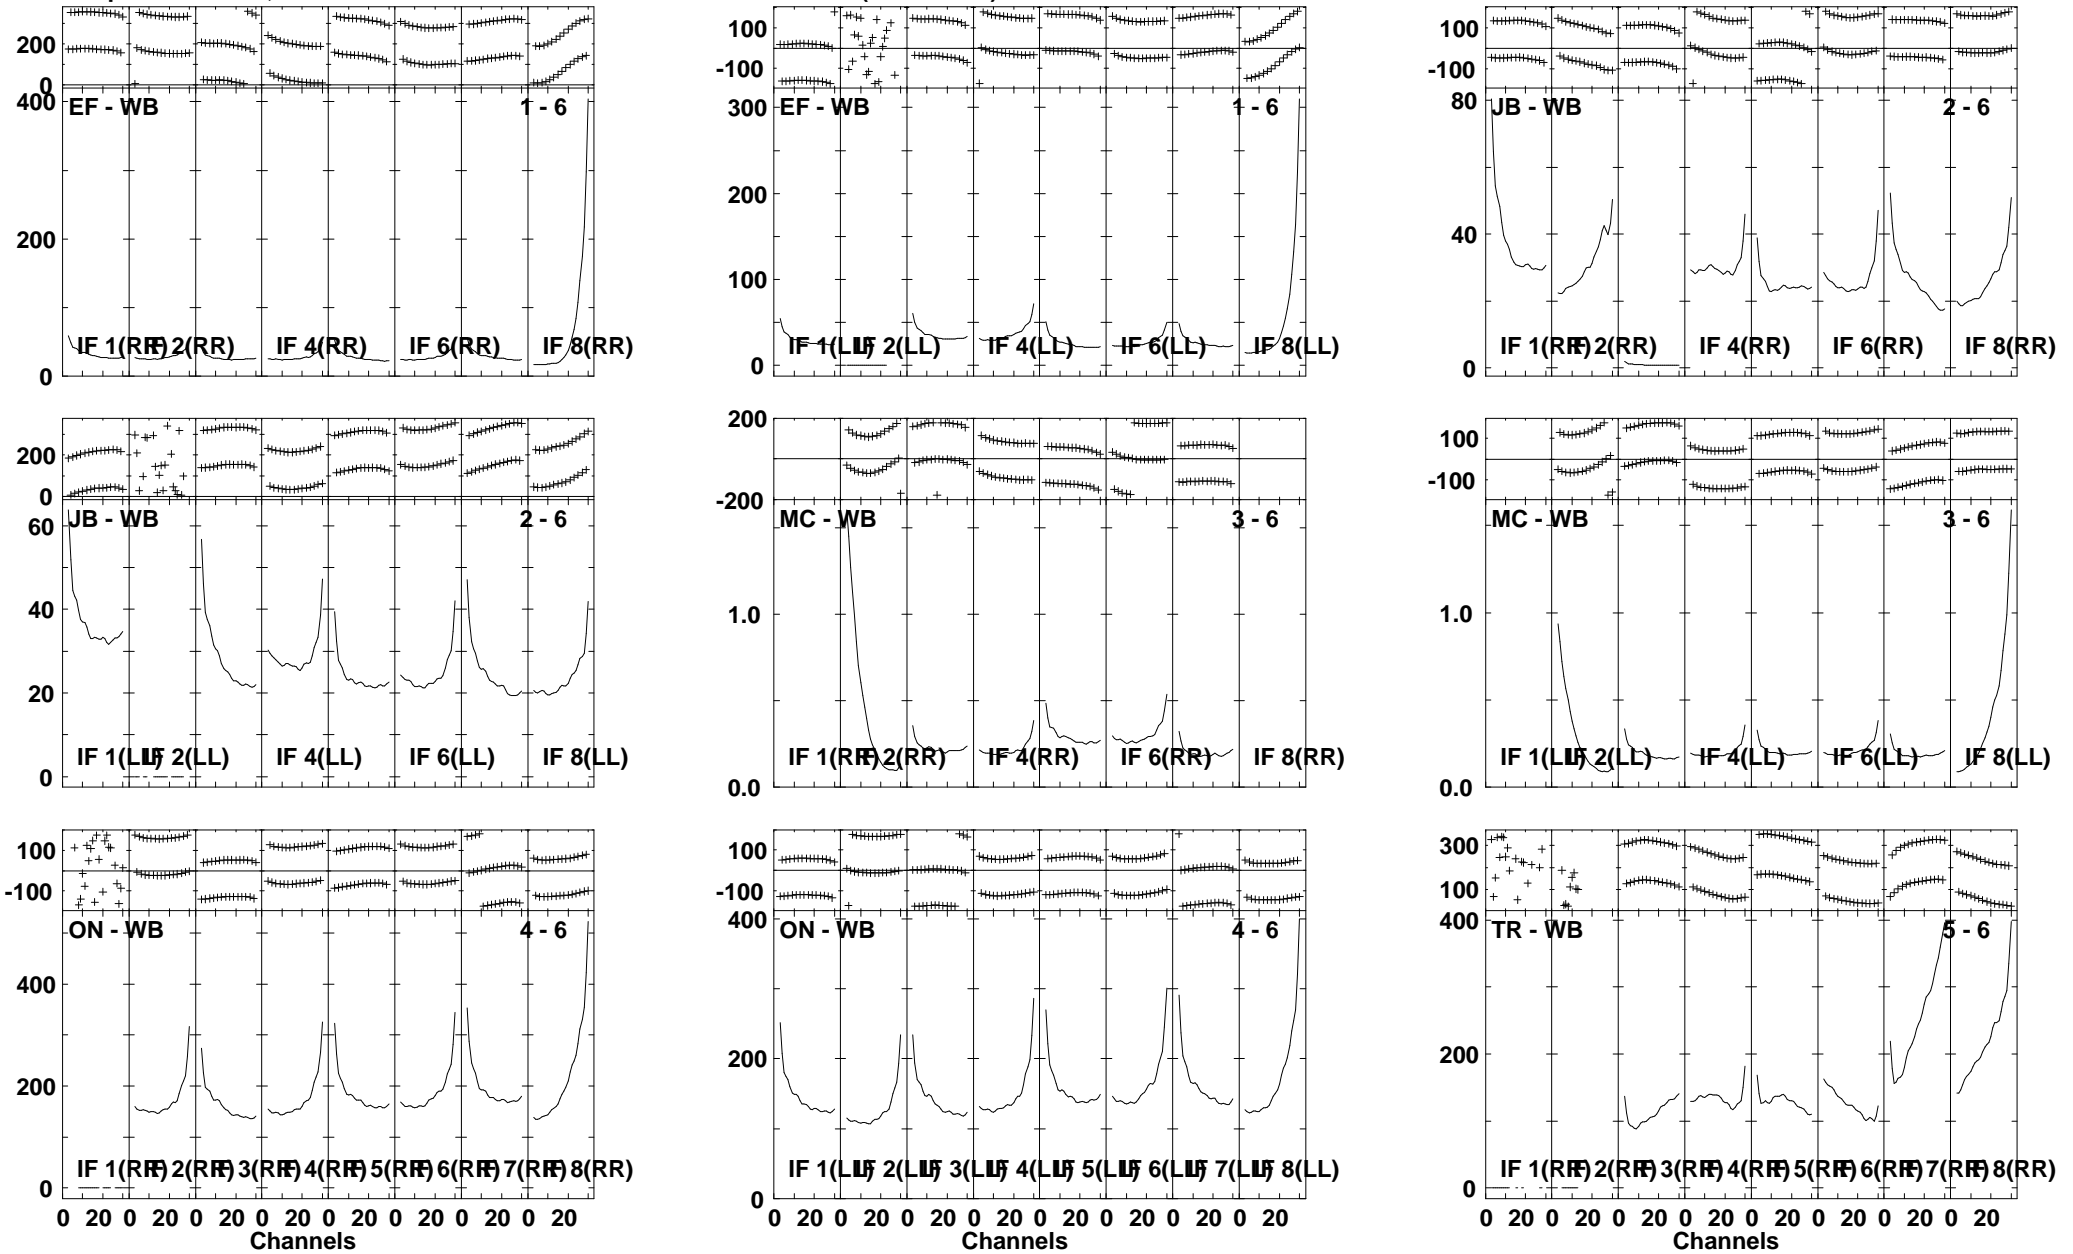 200
0
400
200
0
EF - WB 1 - 6
IF 1(RR) IF 2(RR) IF 4(RR) IF 6(RR) IF 8(RR)
100
-100
300
200
100
0
EF - WB 1 - 6
IF 1(LL) IF 2(LL) IF 4(LL) IF 6(LL) IF 8(LL)
100
-100
80
40
0
JB - WB 2 - 6
IF 1(RR) IF 2(RR) IF 4(RR) IF 6(RR) IF 8(RR)
200
0
60
40
20
0
JB - WB 2 - 6
IF 1(LL) IF 2(LL) IF 4(LL) IF 6(LL) IF 8(LL)
200
-200
1.0
0.0
MC - WB 3 - 6
IF 1(RR) IF 2(RR) IF 4(RR) IF 6(RR) IF 8(RR)
100
-100
1.0
0.0
MC - WB 3 - 6
IF 1(LL) IF 2(LL) IF 4(LL) IF 6(LL) IF 8(LL)
100
-100
400
200
0
ON - WB 4 - 6
IF 1(RR) IF 2(RR) IF 3(RR) IF 4(RR) IF 5(RR) IF 6(RR) IF 7(RR) IF 8(RR)
0 20 0 20 0 20 0 20 0 20 0 20 0 20 0 20
Channels
100
-100
400
200
0
ON - WB 4 - 6
IF 1(LL) IF 2(LL) IF 3(LL) IF 4(LL) IF 5(LL) IF 6(LL) IF 7(LL) IF 8(LL)
0 20 0 20 0 20 0 20 0 20 0 20 0 20 0 20
Channels
300
100
400
200
0
TR - WB 5 - 6
IF 1(RR) IF 2(RR) IF 3(RR) IF 4(RR) IF 5(RR) IF 6(RR) IF 7(RR) IF 8(RR)
0 20 0 20 0 20 0 20 0 20 0 20 0 20 0 20
Channels